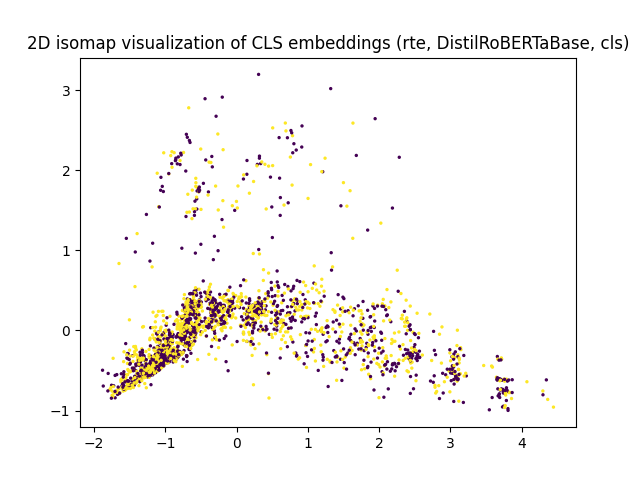 2D isomap visualization of CLS embeddings (rte, DistilRoBERTaBase, cls)
3
2
1
0
−1
−2 −1 0 1 2 3 4